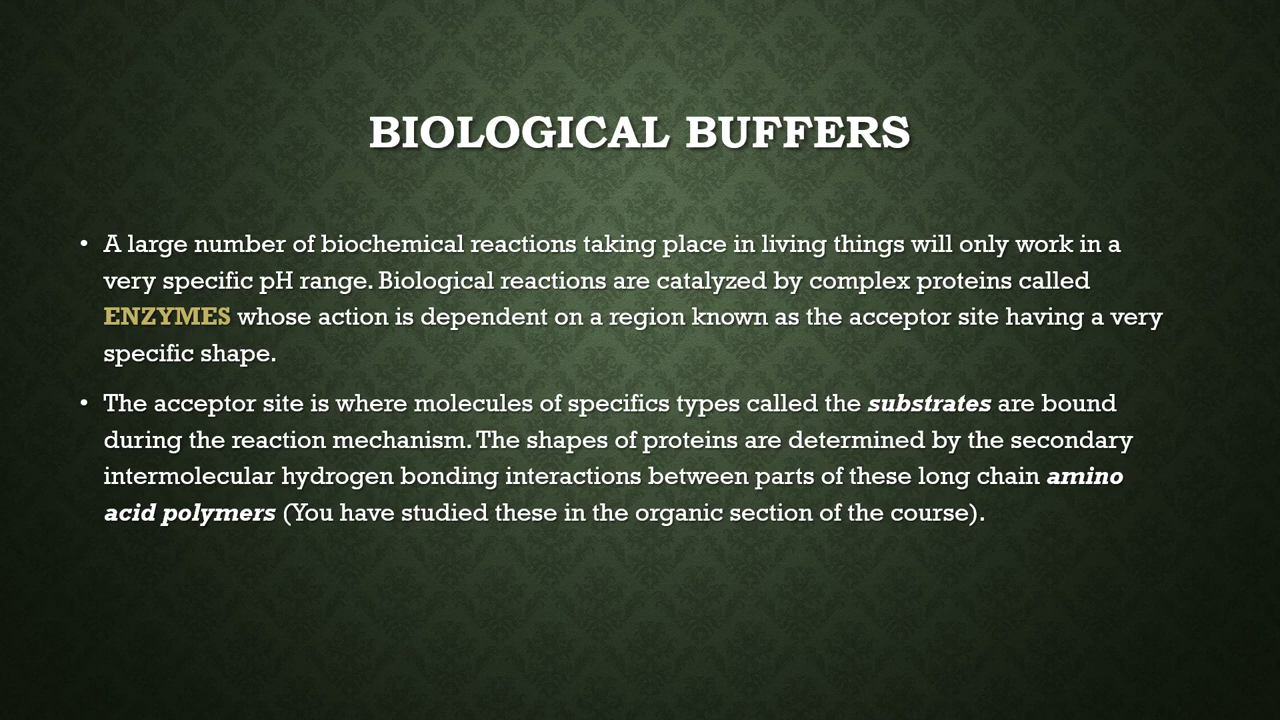 BIOLOGICAL BUFFERS
• A large number of biochemical reactions taking place in living things will only work in a
very specific pH range. Biological reactions are catalyzed by complex proteins called
ENZYMES whose action is dependent on a region known as the acceptor site having a very
specific shape.
• The acceptor site is where molecules of specifics types called the substrates are bound
during the reaction mechanism. The shapes of proteins are determined by the secondary
intermolecular hydrogen bonding interactions between parts of these long chain amino
acid polymers (You have studied these in the organic section of the course).